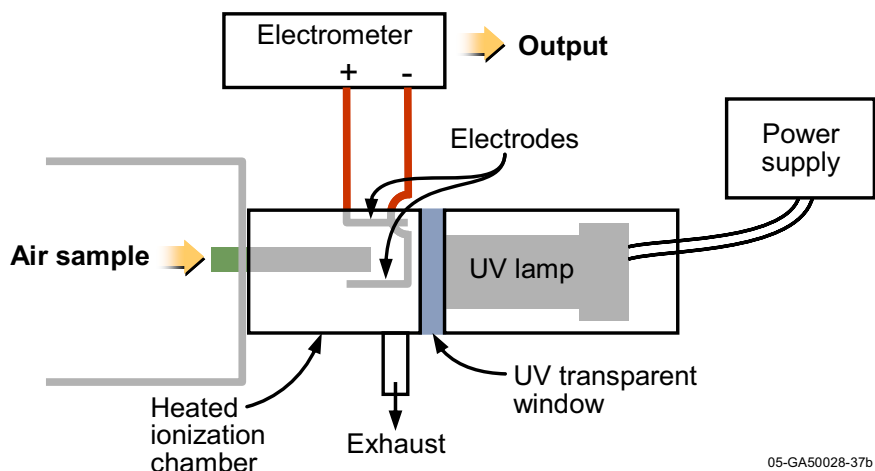 Electrometer
+ -
Output
Electrodes
Power
supply
Air sample
UV lamp
UV transparent
window
Heated
ionization
chamber
Exhaust
05-GA50028-37b